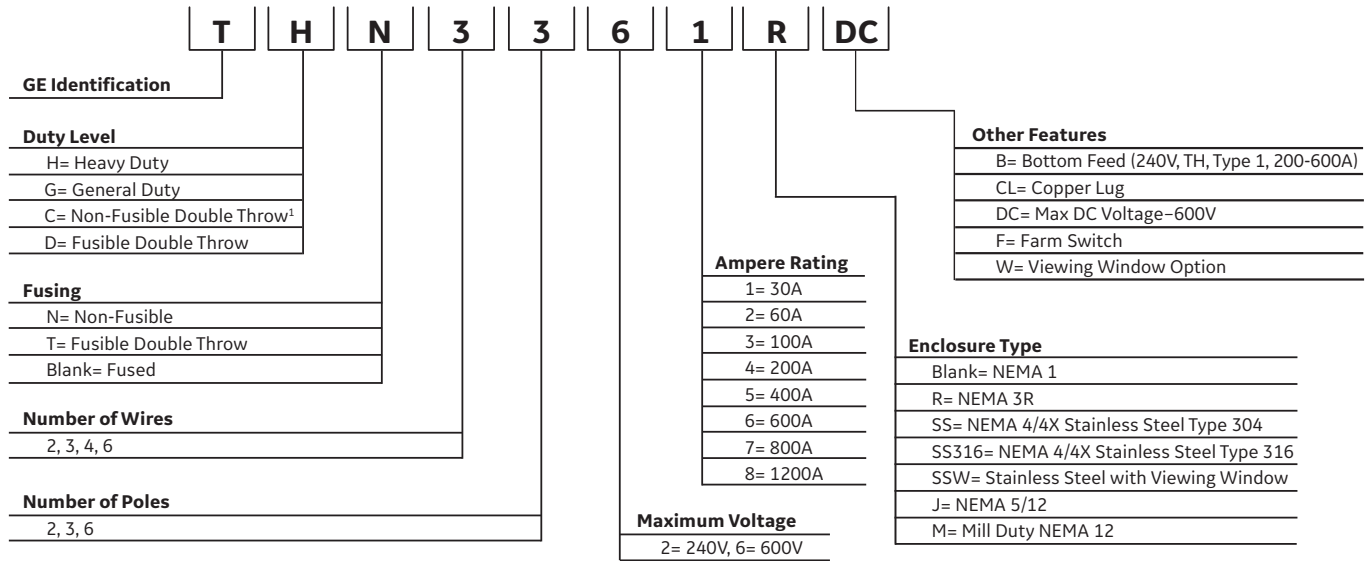 T H N 3 3 6 1 R DC
GE Identification
Duty Level
H= Heavy Duty
G= General Duty
C= Non-Fusible Double Throw¹
D= Fusible Double Throw
Fusing
N= Non-Fusible
T= Fusible Double Throw
Blank= Fused
Number of Wires
2, 3, 4, 6
Number of Poles
2, 3, 6
Maximum Voltage
2= 240V, 6= 600V
Ampere Rating
1= 30A
2= 60A
3= 100A
4= 200A
5= 400A
6= 600A
7= 800A
8= 1200A
Enclosure Type
Blank= NEMA 1
R= NEMA 3R
SS= NEMA 4/4X Stainless Steel Type 304
SS316= NEMA 4/4X Stainless Steel Type 316
SSW= Stainless Steel with Viewing Window
J= NEMA 5/12
M= Mill Duty NEMA 12
Other Features
B= Bottom Feed (240V, TH, Type 1, 200-600A)
CL= Copper Lug
DC= Max DC Voltage–600V
F= Farm Switch
W= Viewing Window Option